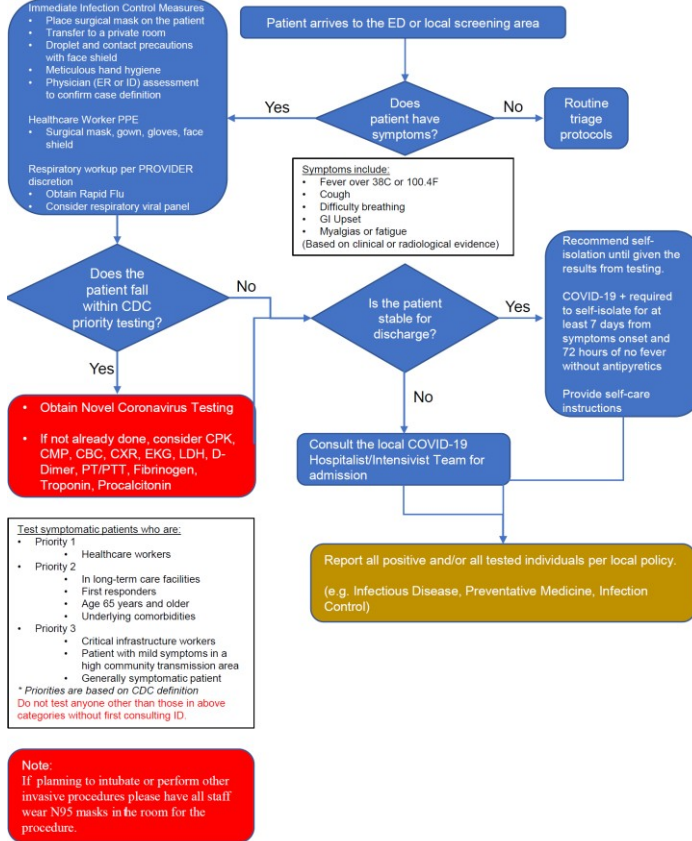 Immediate Infection Control Measures
• Place surgical mask on the patient
• Transfer to a private room
• Droplet and contact precautions
with face shield
• Meticulous hand hygiene
• Physician (ER or ID) assessment
to confirm case definition
Healthcare Worker PPE
• Surgical mask, gown, gloves, face
shield
Respiratory workup per PROVIDER
discretion
• Obtain Rapid Flu
• Consider respiratory viral panel
Patient arrives to the ED or local screening area
Does
patient have
symptoms?
Yes
No
Routine
triage
protocols
Symptoms include:
• Fever over 38C or 100.4F
• Cough
• Difficulty breathing
• GI Upset
• Myalgias or fatigue
(Based on clinical or radiological evidence)
Does the
patient fall
within CDC
priority testing?
No
Yes
Is the patient
stable for
discharge?
Yes
No
Recommend self-
isolation until given the
results from testing.
COVID-19 + required
to self-isolate for at
least 7 days from
symptoms onset and
72 hours of no fever
without antipyretics
Provide self-care
instructions
• Obtain Novel Coronavirus Testing
• If not already done, consider CPK,
CMP, CBC, CXR, EKG, LDH, D-
Dimer, PT/PTT, Fibrinogen,
Troponin, Procalcitonin
Consult the local COVID-19
Hospitalist/Intensivist Team for
admission
Report all positive and/or all tested individuals per local policy.
(e.g. Infectious Disease, Preventative Medicine, Infection
Control)
Test symptomatic patients who are:
• Priority 1
• Healthcare workers
• Priority 2
• In long-term care facilities
• First responders
• Age 65 years and older
• Underlying comorbidities
• Priority 3
• Critical infrastructure workers
• Patient with mild symptoms in a
high community transmission area
• Generally symptomatic patient
* Priorities are based on CDC definition
Do not test anyone other than those in above
categories without first consulting ID.
Note:
If planning to intubate or perform other
invasive procedures please have all staff
wear N95 masks in the room for the
procedure.